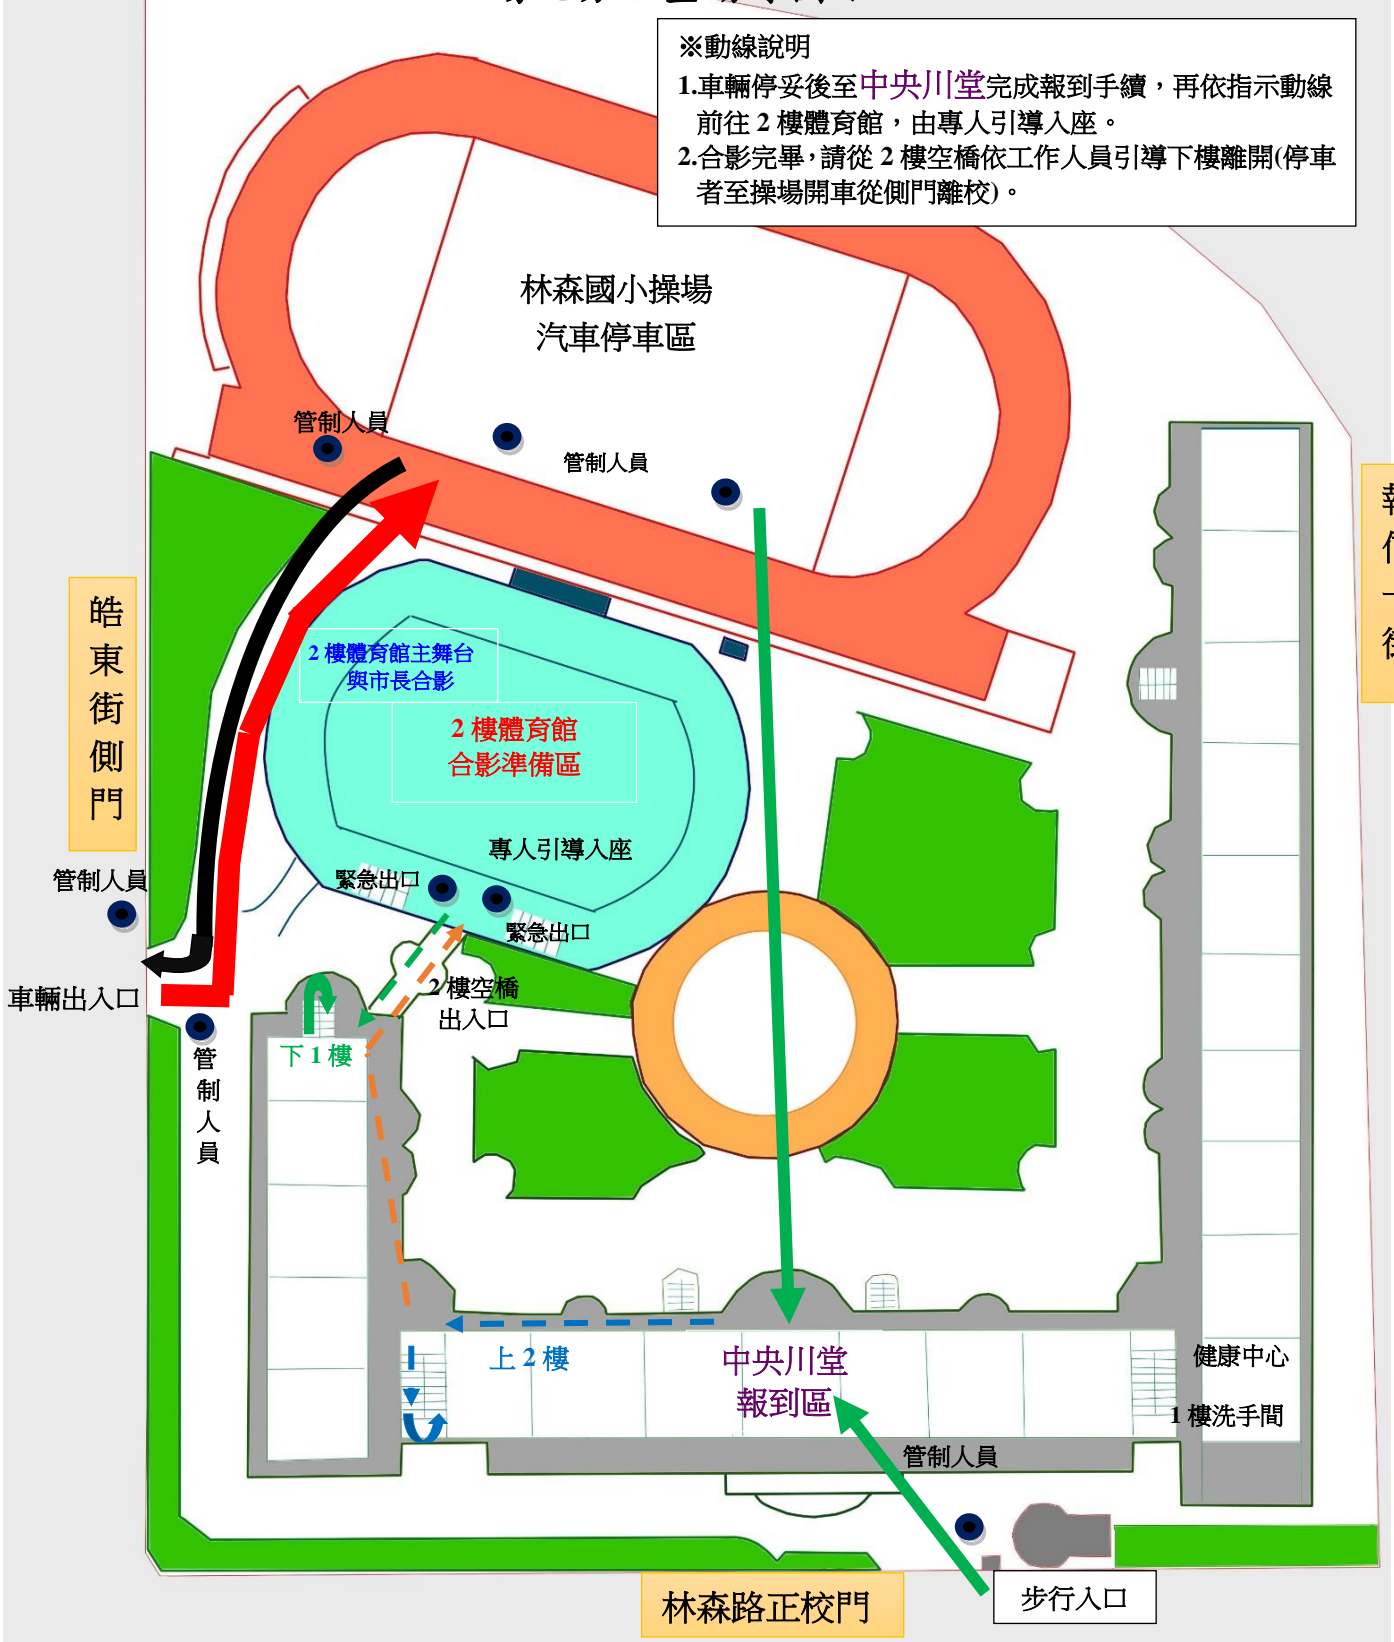 ※動線說明
1.車輛停妥後至中央川堂完成報到手續，再依指示動線
前往 2 樓體育館，由專人引導入座。
2.合影完畢，請從 2 樓空橋依工作人員引導下樓離開(停車
者至操場開車從側門離校)。
林森國小操場
汽車停車區
管制人員
管制人員
皓東街側門
2 樓體育館主舞台
與市長合影
2 樓體育館
合影準備區
專人引導入座
緊急出口
緊急出口
管制人員
2 樓空橋
出入口
車輛出入口
管制人員
下 1 樓
上 2 樓
中央川堂
報到區
健康中心
1 樓洗手間
管制人員
步行入口
林森路正校門